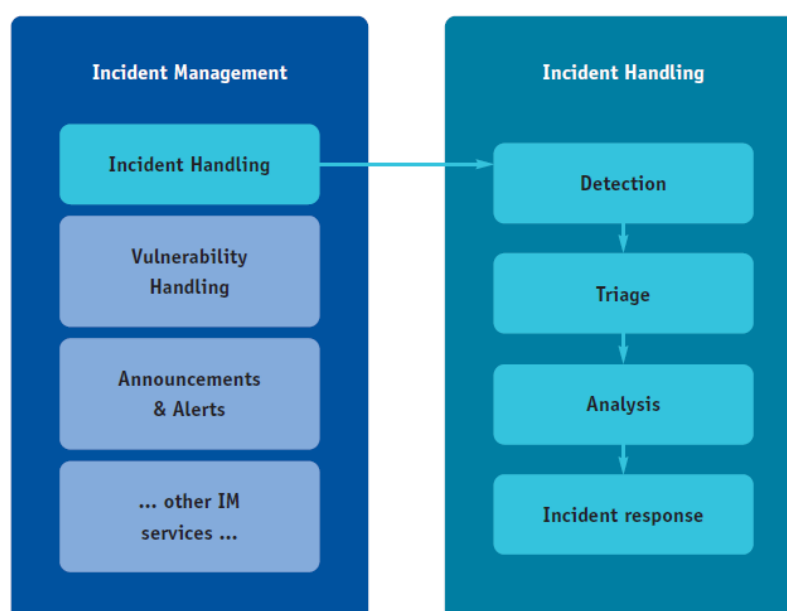 Incident Management
Incident Handling
Vulnerability
Handling
Announcements
& Alerts
... other IM
services ...
Incident Handling
Detection
Triage
Analysis
Incident response